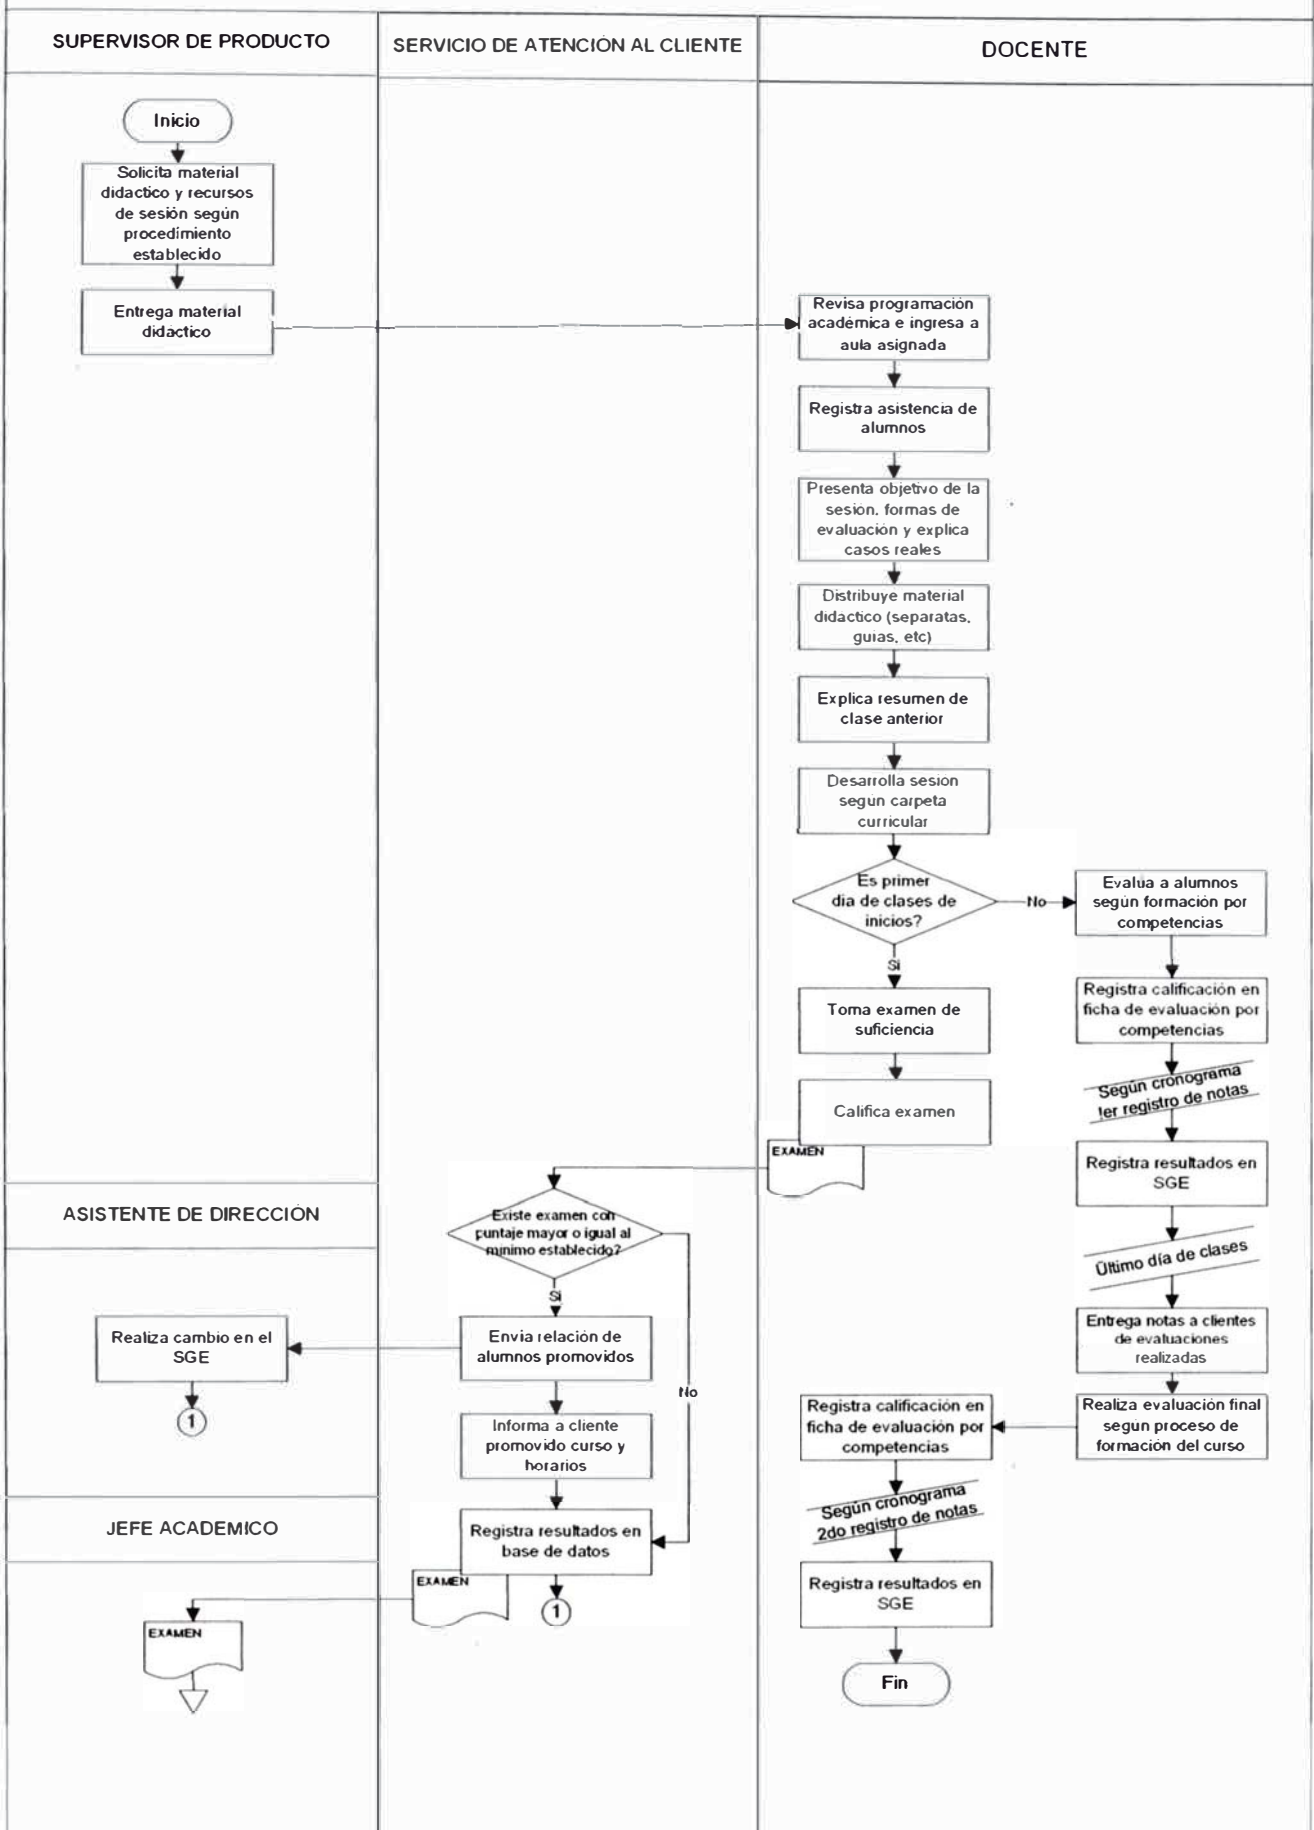 SUPERVISOR DE PRODUCTO
SERVICIO DE ATENCION AL CLIENTE
DOCENTE
Inicio
Solicita material
didactico y recursos
de sesión según
procedimiento
establecido
Entrega material
didáctico
Revisa programación
académica e ingresa a
aula asignada
Registra asistencia de
alumnos
Presenta objetivo de la
sesión, formas de
evaluación y explica
casos reales
Distribuye material
didactico (separatas,
guias, etc)
Explica resumen de
clase anterior
Desarrolla sesión
según carpeta
curricular
Es primer
dia de clases de
inicios?
No
Si
Evalua a alumnos
según formación por
competencias
Registra calificación en
ficha de evaluación por
competencias
Según cronograma
1er registro de notas
Registra resultados en
SGE
Último día de clases
Entrega notas a clientes
de evaluaciones
realizadas
Realiza evaluación final
según proceso de
formación del curso
Toma examen de
suficiencia
Califica examen
EXAMEN
Existe examen con
puntaje mayor o igual al
minimo establecido?
Si
No
Envia relación de
alumnos promovidos
Informa a cliente
promovido curso y
horarios
Registra resultados en
base de datos
EXAMEN
1
ASISTENTE DE DIRECCIÓN
Realiza cambio en el
SGE
1
JEFE ACADEMICO
EXAMEN
Registra calificación en
ficha de evaluación por
competencias
Según cronograma
2do registro de notas
Registra resultados en
SGE
Fin